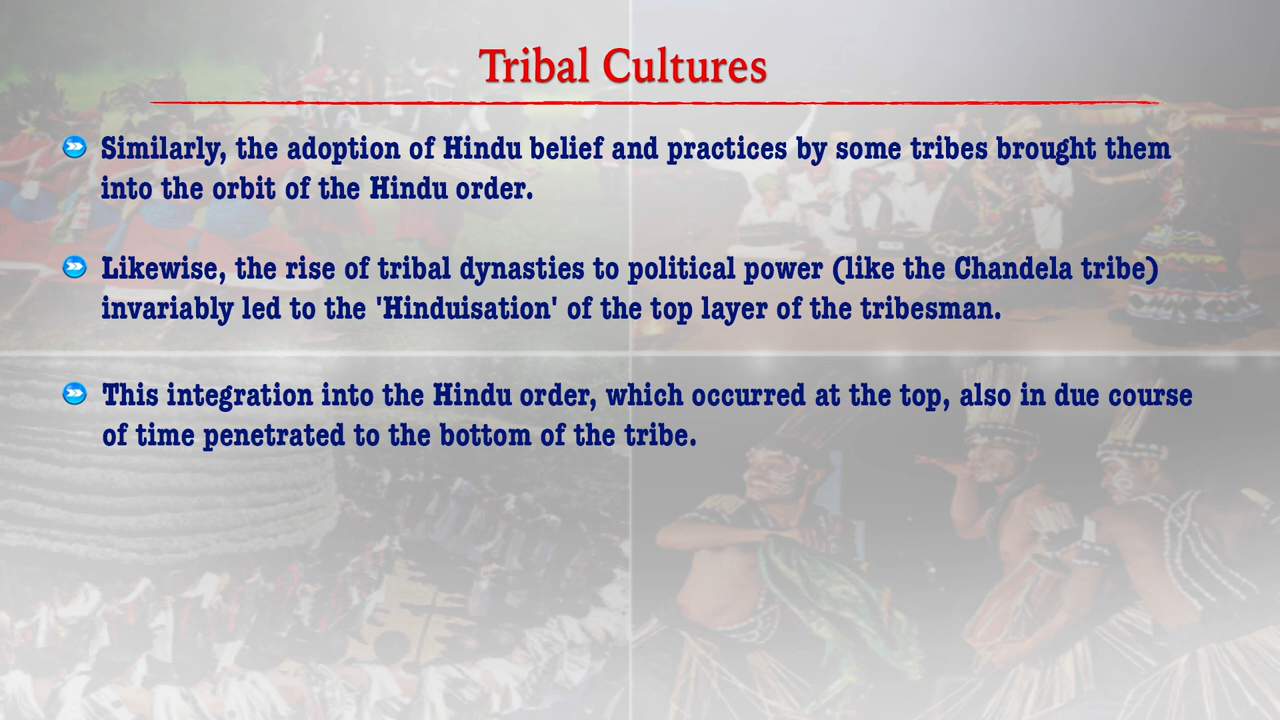 Tribal Cultures
Similarly, the adoption of Hindu belief and practices by some tribes brought them
into the orbit of the Hindu order.
Likewise, the rise of tribal dynasties to political power (like the Chandela tribe)
invariably led to the 'Hinduisation' of the top layer of the tribesman.
This integration into the Hindu order, which occurred at the top, also in due course
of time penetrated to the bottom of the tribe.